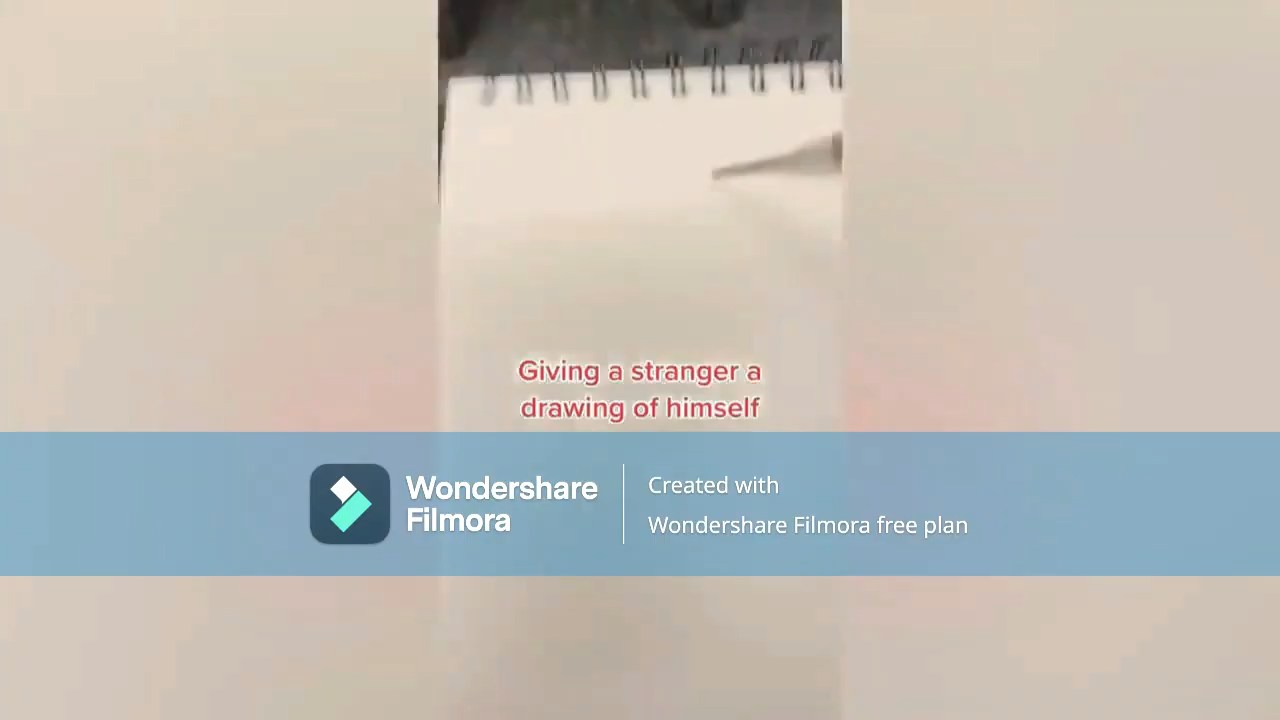 Giving a stranger a
drawing of himself
Wondershare
Filmora
Created with
Wondershare Filmora free plan